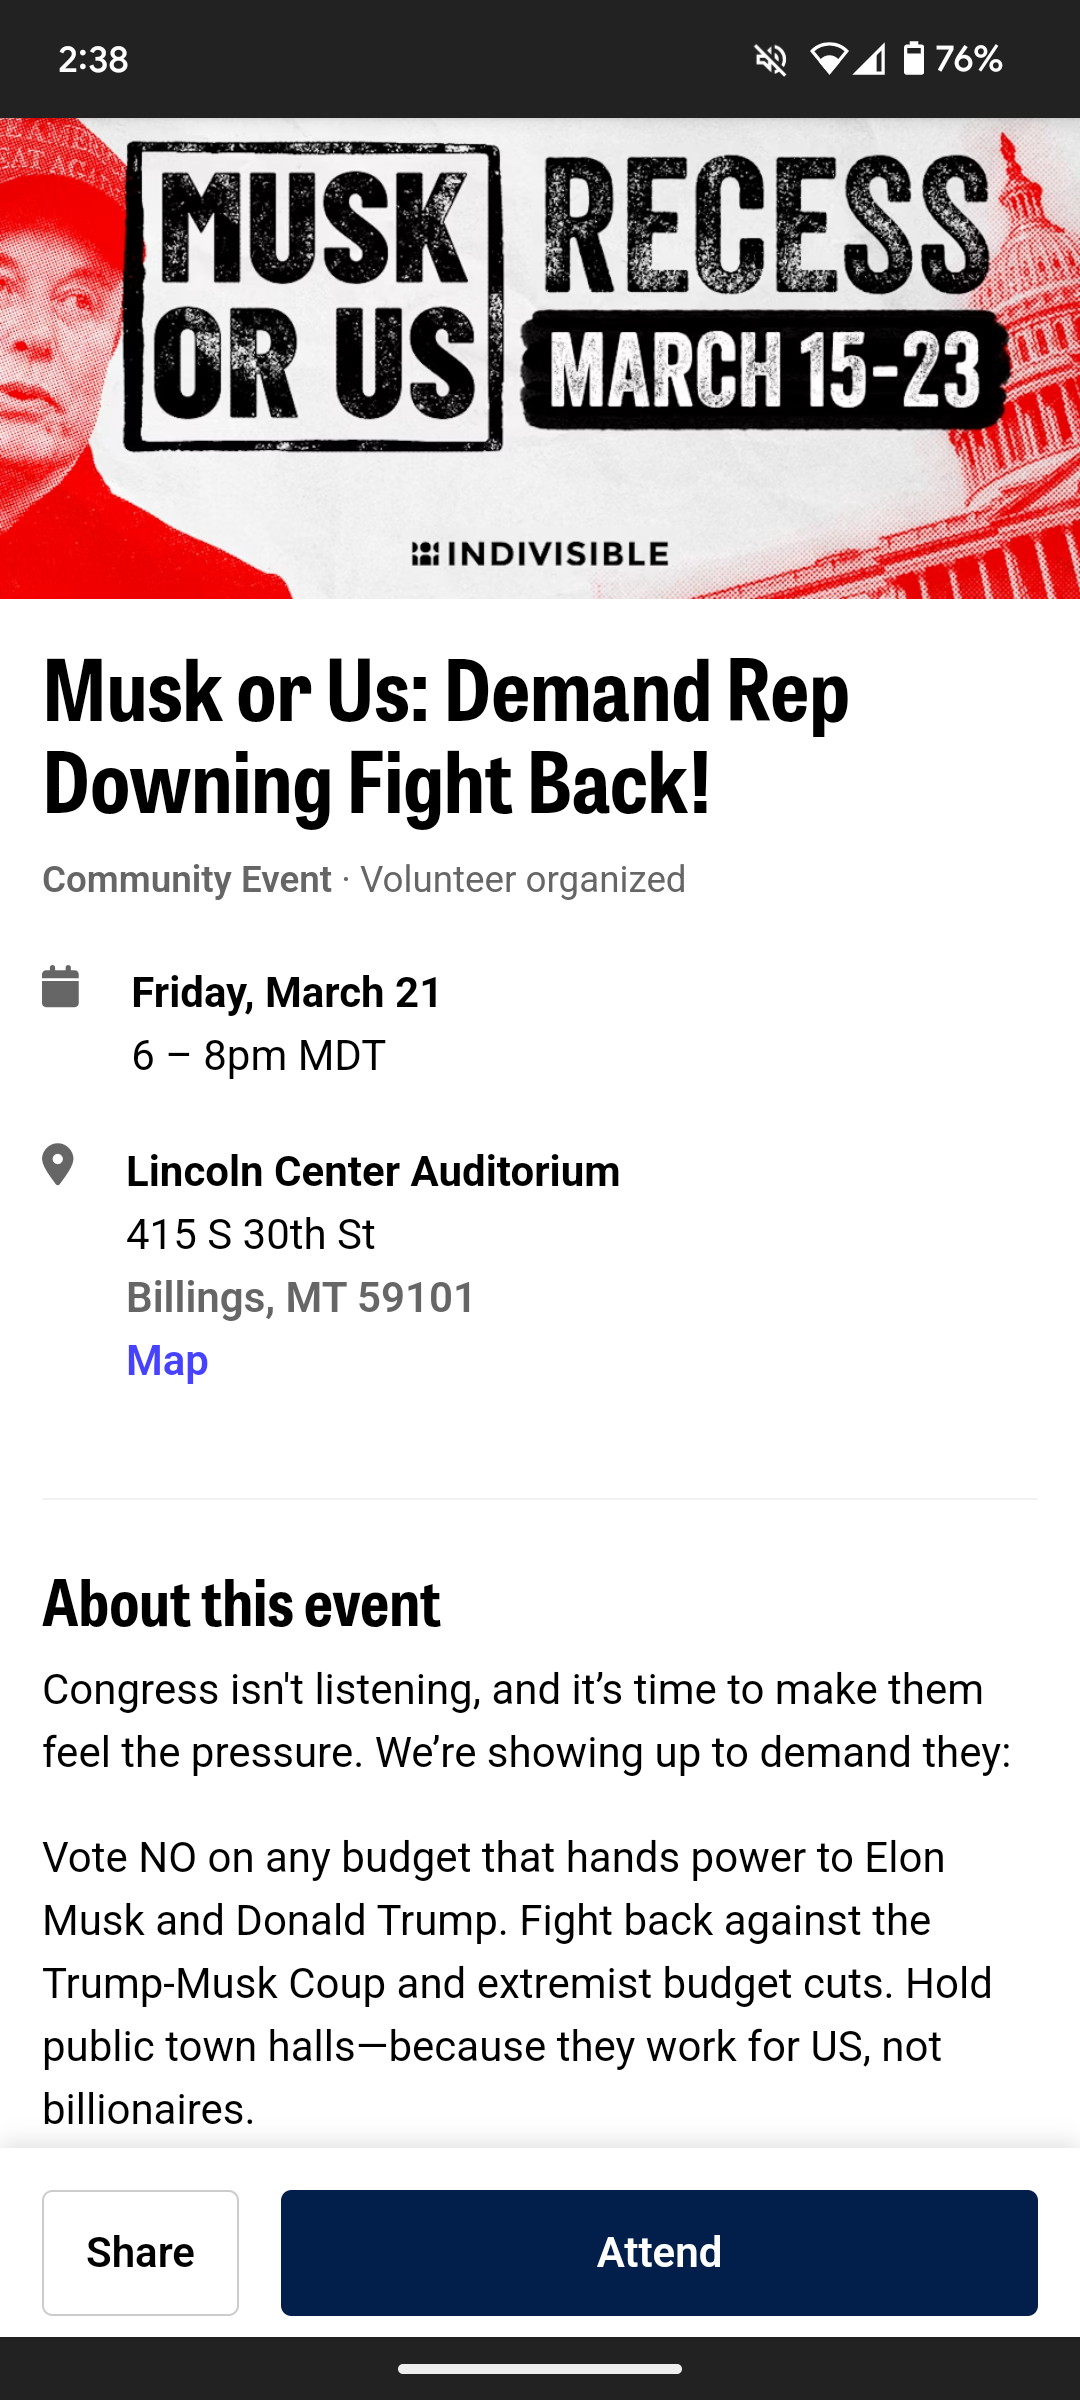 2:38
76%
MUSK
OR US
RECESS
MARCH 15-23
INDIVISIBLE
Musk or Us: Demand Rep
Downing Fight Back!
Community Event · Volunteer organized
Friday, March 21
6 – 8pm MDT
Lincoln Center Auditorium
415 S 30th St
Billings, MT 59101
Map
About this event
Congress isn't listening, and it’s time to make them
feel the pressure. We’re showing up to demand they:
Vote NO on any budget that hands power to Elon
Musk and Donald Trump. Fight back against the
Trump-Musk Coup and extremist budget cuts. Hold
public town halls—because they work for US, not
billionaires.
Share
Attend